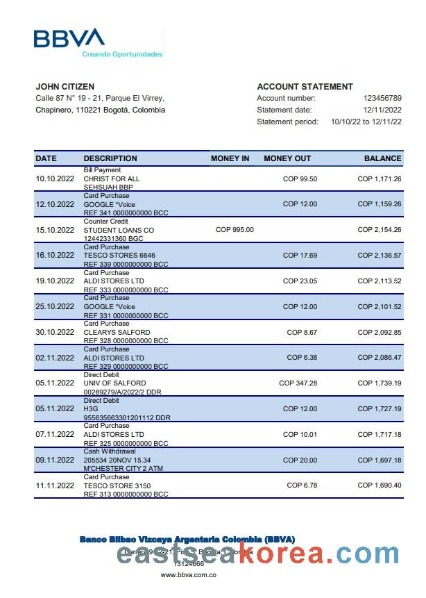 BBVA
Creando Oportunidades
JOHN CITIZEN
Calle 87 N° 19 - 21, Parque El Virrey,
Chapinero, 110221 Bogotá, Colombia
ACCOUNT STATEMENT
Account number: 123456789
Statement date: 12/11/2022
Statement period: 10/10/22 to 12/11/22
DATE DESCRIPTION MONEY IN MONEY OUT BALANCE
Bill Payment
10.10.2022 CHRIST FOR ALL COP 99.50 COP 1,171.26
SEHSUAH BBP
Card Purchase
12.10.2022 GOOGLE *Voice COP 12.00 COP 1,159.26
REF 341 0000000000 BCC
Counter Credit
15.10.2022 STUDENT LOANS CO COP 995.00 COP 2,154.26
12442331360 BGC
Card Purchase
16.10.2022 TESCO STORES 6646 COP 17.69 COP 2,136.57
REF 339 0000000000 BCC
Card Purchase
19.10.2022 ALDI STORES LTD COP 23.05 COP 2,113.52
REF 333 0000000000 BCC
Card Purchase
25.10.2022 GOOGLE *Voice COP 12.00 COP 2,101.52
REF 331 0000000000 BCC
Card Purchase
30.10.2022 CLEARYS SALFORD COP 8.67 COP 2,092.85
REF 328 0000000000 BCC
Card Purchase
02.11.2022 ALDI STORES LTD COP 6.38 COP 2,086.47
REF 329 0000000000 BCC
Direct Debit
05.11.2022 UNIV OF SALFORD COP 347.28 COP 1,739.19
00289279/A/2022/2 DDR
Direct Debit
05.11.2022 H3G COP 12.00 COP 1,727.19
955635663301201112 DDR
Card Purchase
07.11.2022 ALDI STORES LTD COP 10.01 COP 1,717.18
REF 325 0000000000 BCC
Cash Withdrawal
09.11.2022 205534 20NOV 15.34 COP 20.00 COP 1,697.18
M'CHESTER CITY 2 ATM
Card Purchase
11.11.2022 TESCO STORE 3150 COP 6.78 COP 1,690.40
REF 313 0000000000 BCC
Banco Bilbao Vizcaya Argentaria Colombia (BBVA)
eastseakorea.com
www.bbva.com.co